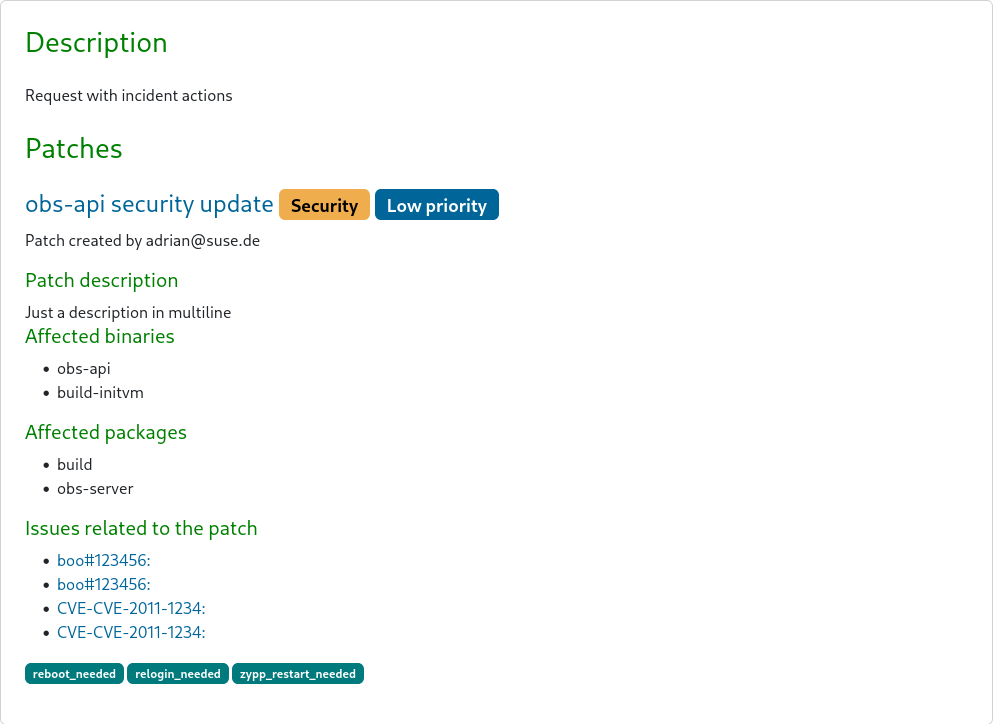 Description
Request with incident actions
Patches
obs-api security update Security Low priority
Patch created by adrian@suse.de
Patch description
Just a description in multiline
Affected binaries
obs-api
build-initvm
Affected packages
build
obs-server
Issues related to the patch
boo#123456:
boo#123456:
CVE-CVE-2011-1234:
CVE-CVE-2011-1234:
reboot_needed relogin_needed zypp_restart_needed